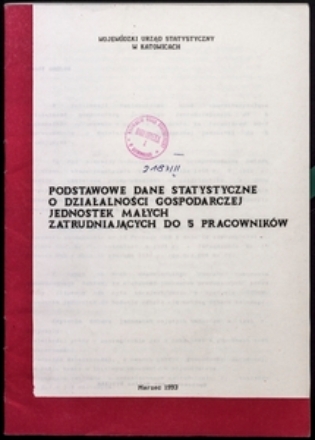 WOJEWÓDZKI URZĄD STATYSTYCZNY
W KATOWICACH
PODSTAWOWE DANE STATYSTYCZNE
O DZIAŁALNOŚCI GOSPODARCZEJ
JEDNOSTEK MAŁYCH
ZATRUDNIAJĄCYCH DO 5 PRACOWNIKÓW
Marzec 1993